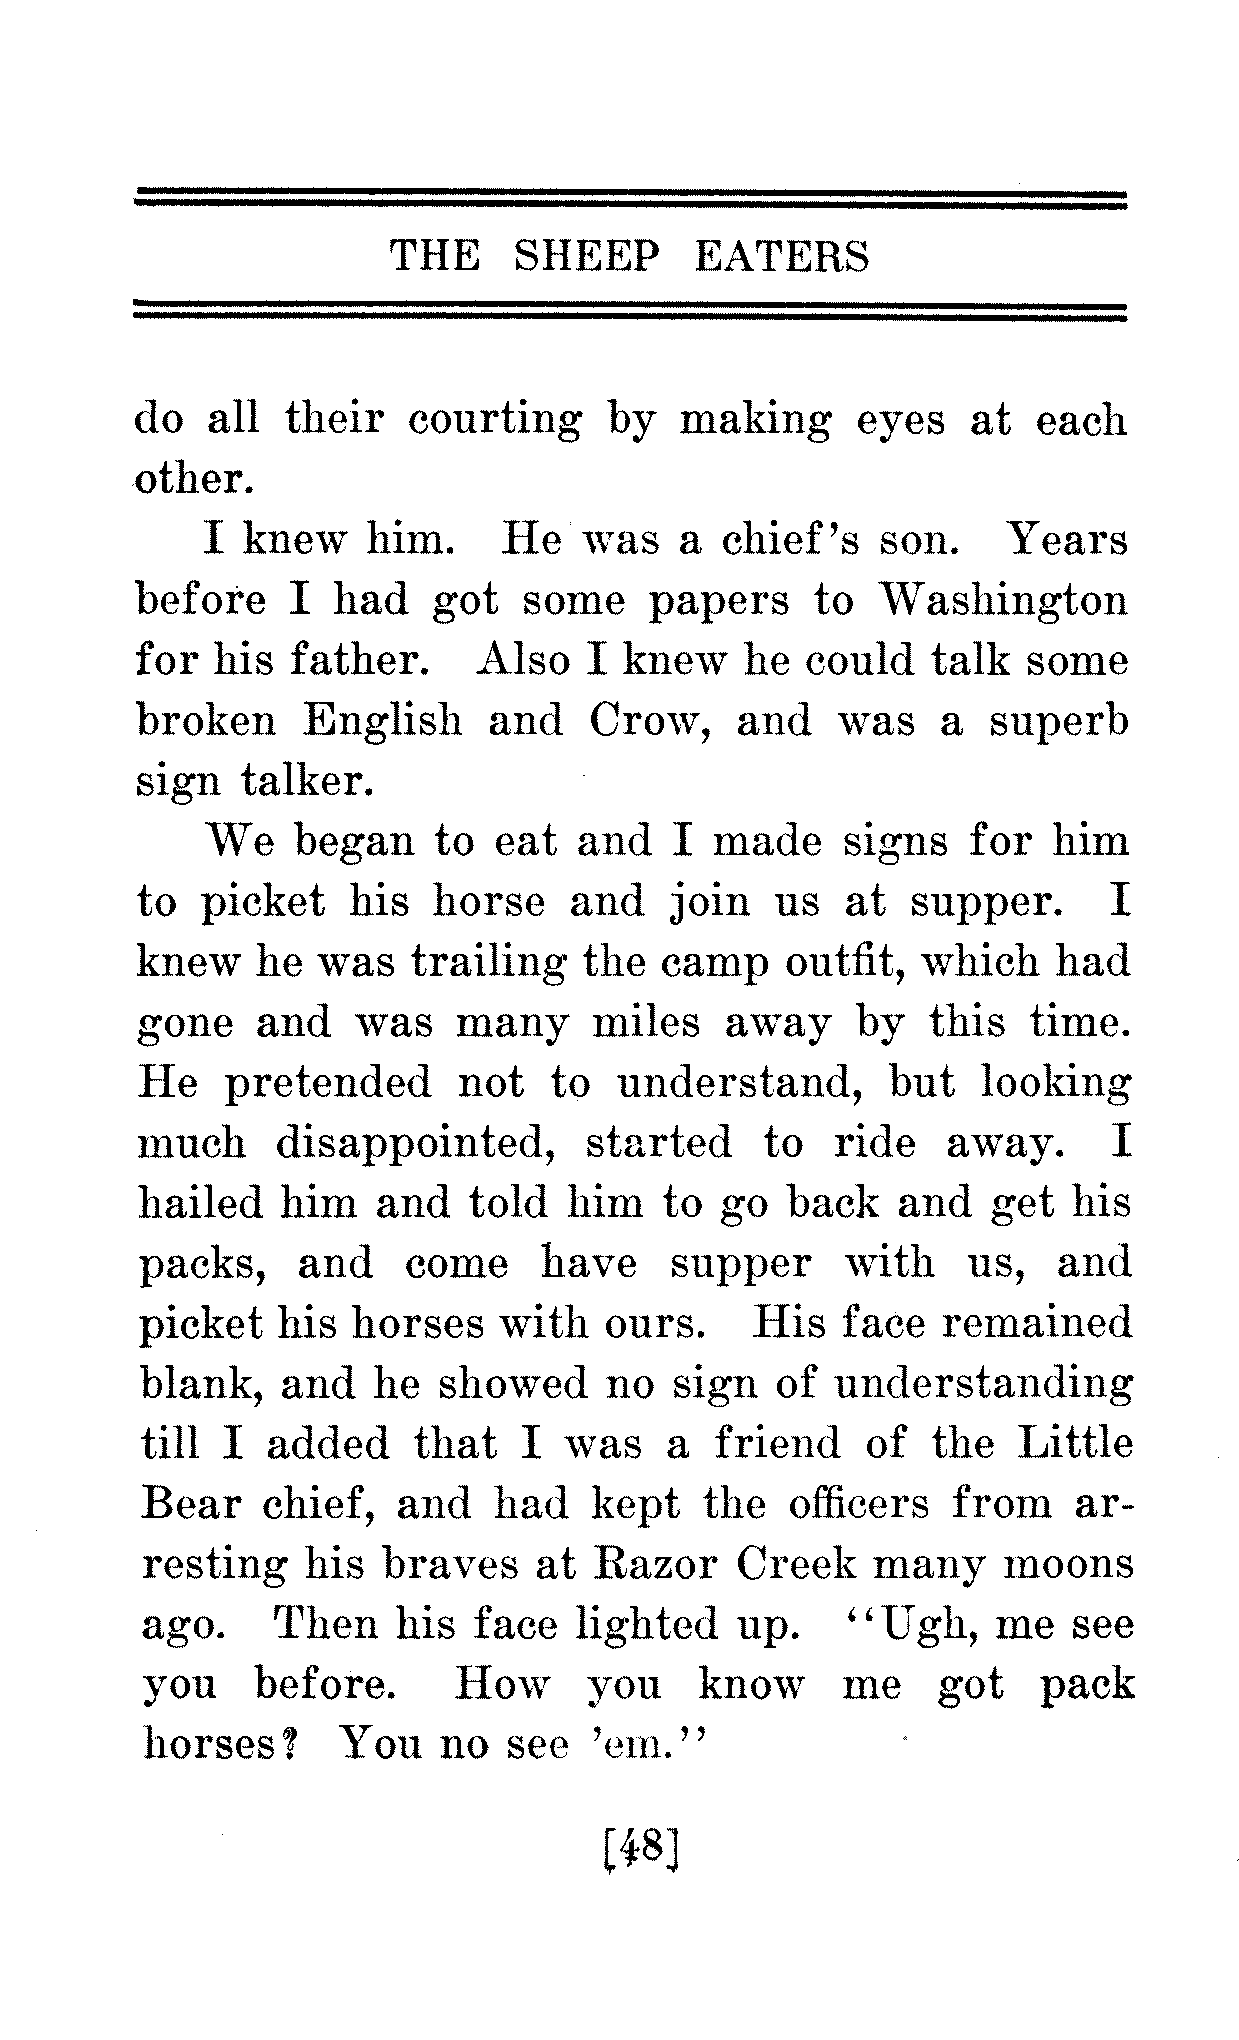 THE SHEEP EATERS
do all their courting by making eyes at each
other.
I knew him. He was a chief's son. Years
before I had got some papers to Washington
for his father. Also I knew he could talk some
broken English and Crow, and was a superb
sign talker.
We began to eat and I made signs for him
to picket his horse and join us at supper. I
knew he was trailing the camp outfit, which had
gone and was many miles away by this time.
He pretended not to understand, but looking
much disappointed, started to ride away. I
hailed him and told him to go back and get his
packs, and come have supper with us, and
picket his horses with ours. His face remained
blank, and he showed no sign of understanding
till I added that I was a friend of the Little
Bear chief, and had kept the officers from ar-
resting his braves at Razor Creek many moons
ago. Then his face lighted up. "Ugh, me see
you before. How you know me got pack
horses? You no see 'em."
[48]